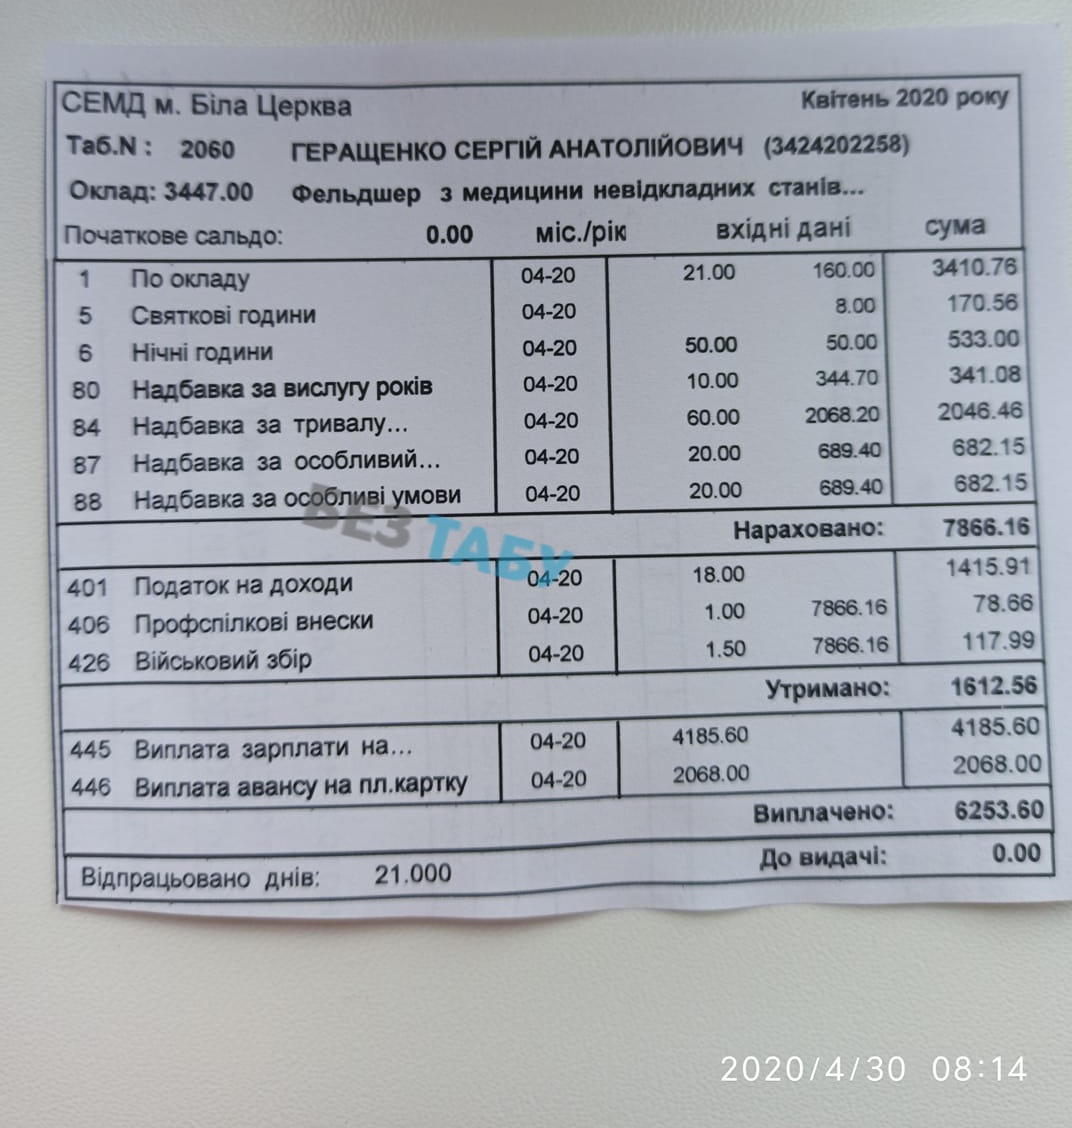 СЕМД м. Біла Церква Квітень 2020 року
Таб.N : 2060 ГЕРАЩЕНКО СЕРГІЙ АНАТОЛІЙОВИЧ (3424202258)
Оклад: 3447.00 Фельдшер з медицини невідкладних станів...
Початкове сальдо: 0.00 міс./рік вхідні дані сума
1 По окладу 04-20 21.00 160.00 3410.76
5 Святкові години 04-20 8.00 170.56
6 Нічні години 04-20 50.00 50.00 533.00
80 Надбавка за вислугу років 04-20 10.00 344.70 341.08
84 Надбавка за тривалу... 04-20 60.00 2068.20 2046.46
87 Надбавка за особливий... 04-20 20.00 689.40 682.15
88 Надбавка за особливі умови 04-20 20.00 689.40 682.15
Нараховано: 7866.16
БЕЗ ТАБУ
401 Податок на доходи 04-20 18.00 1415.91
406 Профспілкові внески 04-20 1.00 7866.16 78.66
426 Військовий збір 04-20 1.50 7866.16 117.99
Утримано: 1612.56
445 Виплата зарплати на... 04-20 4185.60 4185.60
446 Виплата авансу на пл.картку 04-20 2068.00 2068.00
Виплачено: 6253.60
Відпрацьовано днів: 21.000 До видачі: 0.00
2020/4/30 08:14